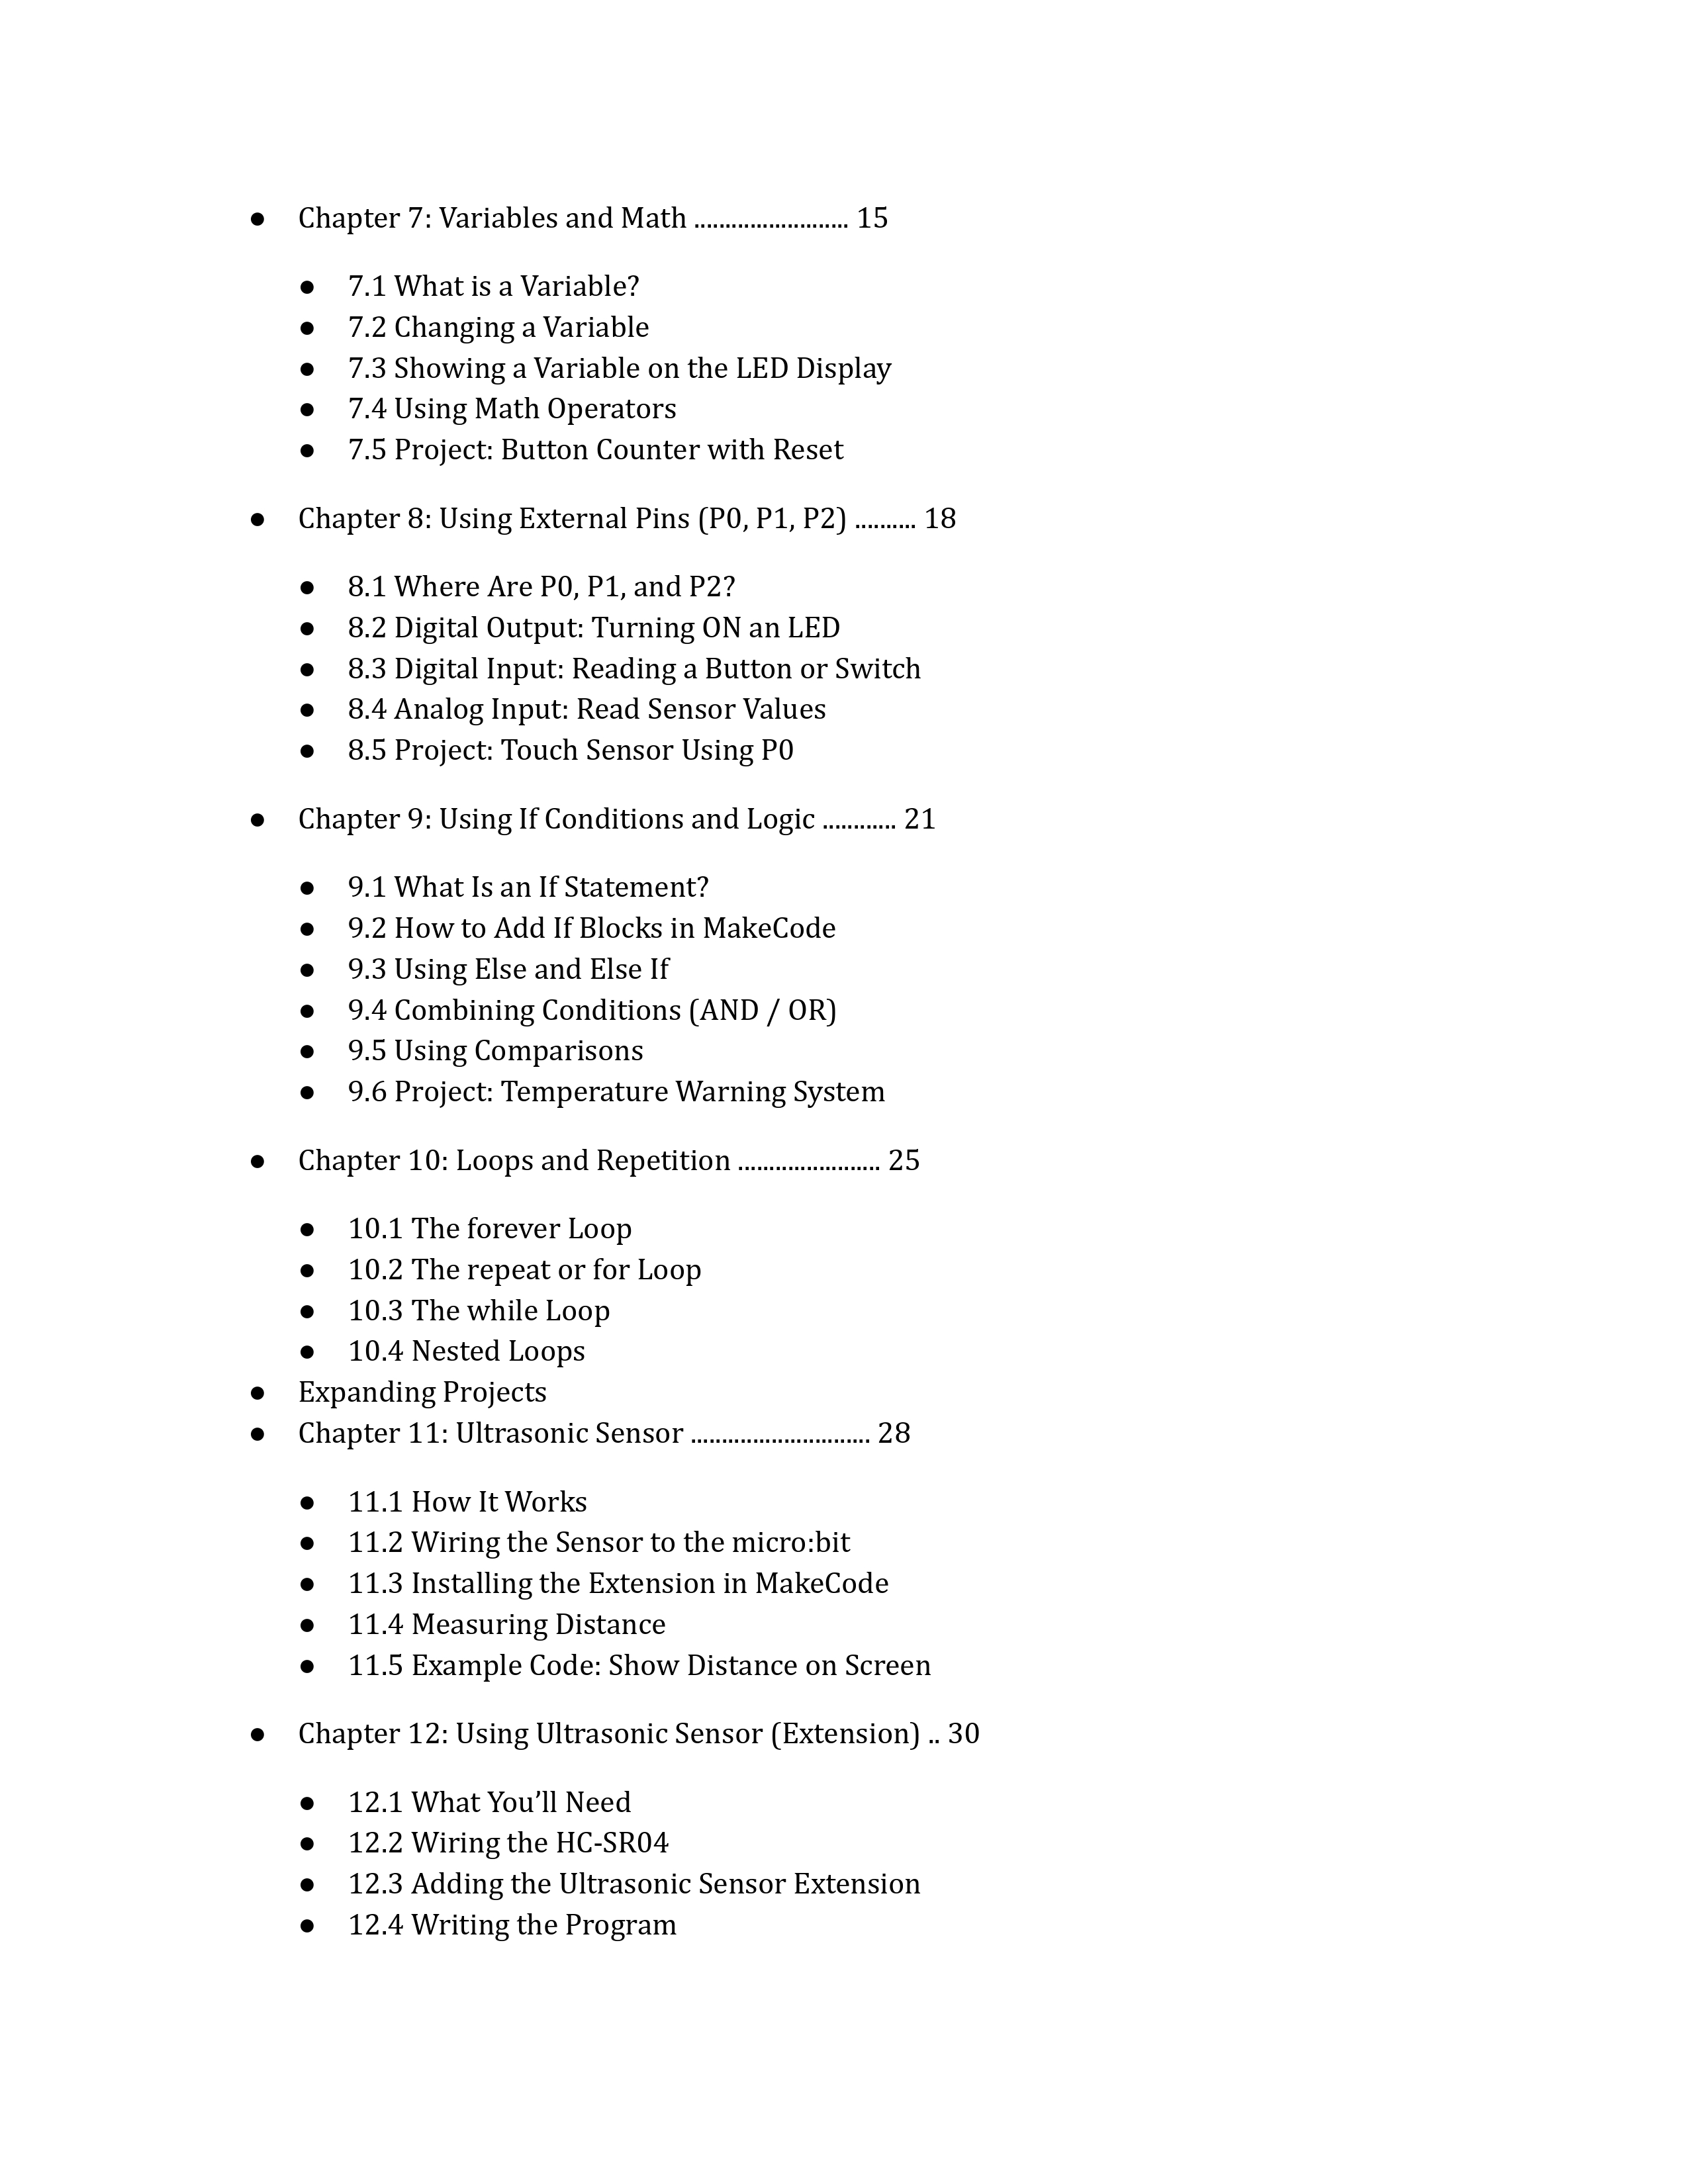 ● Chapter 7: Variables and Math ......................... 15
● 7.1 What is a Variable?
● 7.2 Changing a Variable
● 7.3 Showing a Variable on the LED Display
● 7.4 Using Math Operators
● 7.5 Project: Button Counter with Reset
● Chapter 8: Using External Pins (P0, P1, P2) .......... 18
● 8.1 Where Are P0, P1, and P2?
● 8.2 Digital Output: Turning ON an LED
● 8.3 Digital Input: Reading a Button or Switch
● 8.4 Analog Input: Read Sensor Values
● 8.5 Project: Touch Sensor Using P0
● Chapter 9: Using If Conditions and Logic ............ 21
● 9.1 What Is an If Statement?
● 9.2 How to Add If Blocks in MakeCode
● 9.3 Using Else and Else If
● 9.4 Combining Conditions (AND / OR)
● 9.5 Using Comparisons
● 9.6 Project: Temperature Warning System
● Chapter 10: Loops and Repetition ....................... 25
● 10.1 The forever Loop
● 10.2 The repeat or for Loop
● 10.3 The while Loop
● 10.4 Nested Loops
● Expanding Projects
● Chapter 11: Ultrasonic Sensor ............................. 28
● 11.1 How It Works
● 11.2 Wiring the Sensor to the micro:bit
● 11.3 Installing the Extension in MakeCode
● 11.4 Measuring Distance
● 11.5 Example Code: Show Distance on Screen
● Chapter 12: Using Ultrasonic Sensor (Extension) .. 30
● 12.1 What You’ll Need
● 12.2 Wiring the HC-SR04
● 12.3 Adding the Ultrasonic Sensor Extension
● 12.4 Writing the Program